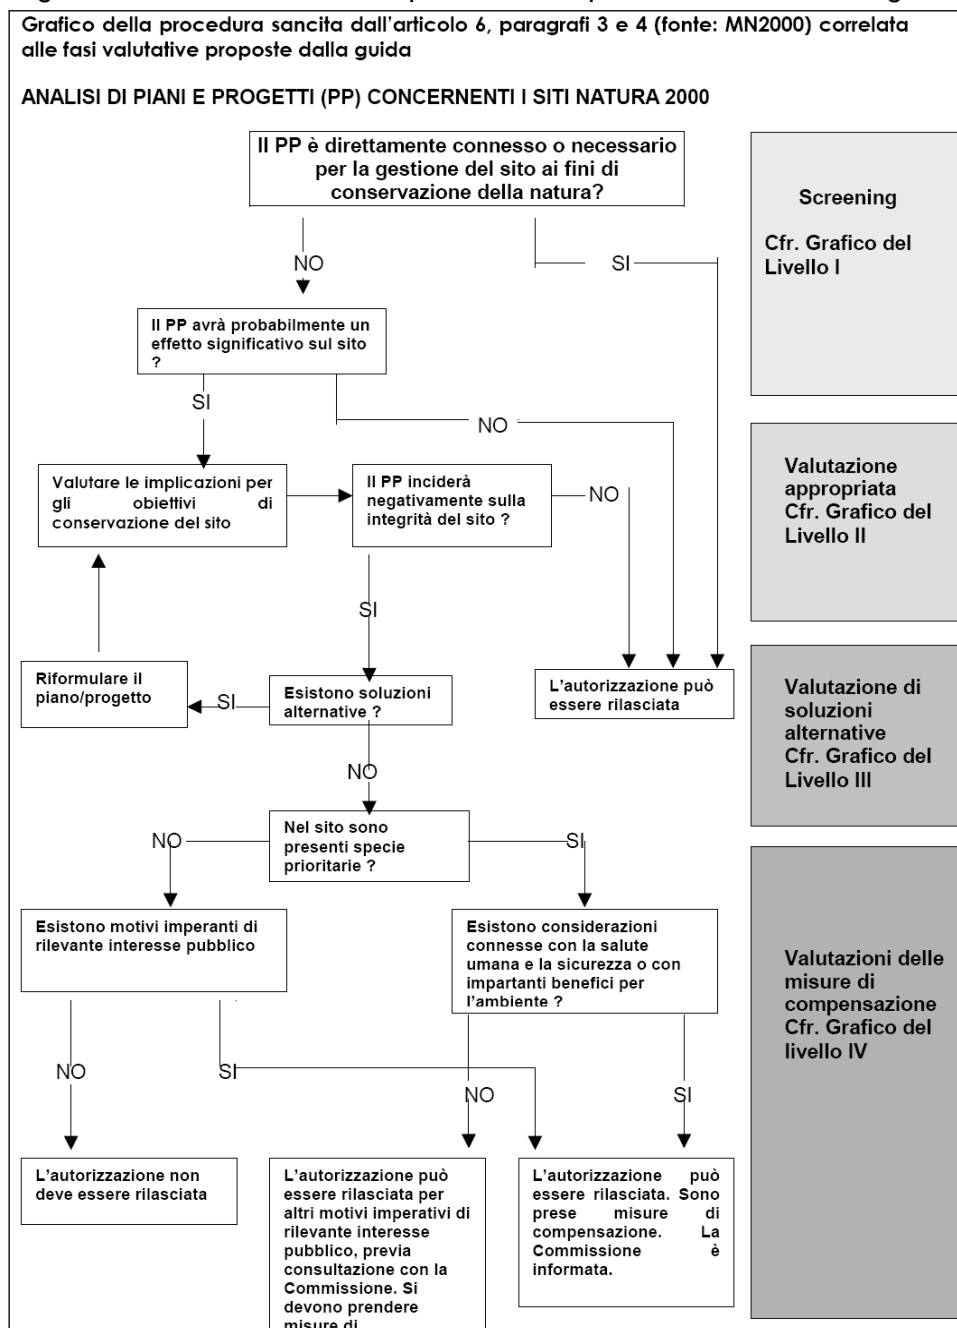 Grafico della procedura sancita dall'articolo 6, paragrafi 3 e 4 (fonte: MN2000) correlata
alle fasi valutative proposte dalla guida
ANALISI DI PIANI E PROGETTI (PP) CONCERNENTI I SITI NATURA 2000
Il PP è direttamente connesso o necessario
per la gestione del sito ai fini di
conservazione della natura?
Screening
Cfr. Grafico del
Livello I
NO
SI
Il PP avrà probabilmente un
effetto significativo sul sito
?
SI
NO
Valutare le implicazioni per
gli obiettivi di
conservazione del sito
Il PP inciderà
negativamente sulla
integrità del sito ?
NO
Valutazione
appropriata
Cfr. Grafico del
Livello II
SI
Riformulare il
piano/progetto
SI
Esistono soluzioni
alternative ?
L'autorizzazione può
essere rilasciata
Valutazione di
soluzioni
alternative
Cfr. Grafico del
Livello III
NO
Nel sito sono
presenti specie
prioritarie ?
NO
SI
Esistono motivi imperanti di
rilevante interesse pubblico
Esistono considerazioni
connesse con la salute
umana e la sicurezza o con
impartanti benefici per
l'ambiente ?
Valutazioni delle
misure di
compensazione
Cfr. Grafico del
livello IV
NO
SI
NO
SI
L'autorizzazione non
deve essere rilasciata
L'autorizzazione può
essere rilasciata per
altri motivi imperativi di
rilevante interesse
pubblico, previa
consultazione con la
Commissione. Si
devono prendere
misure di
L'autorizzazione può
essere rilasciata. Sono
prese misure di
compensazione. La
Commissione è
informata.